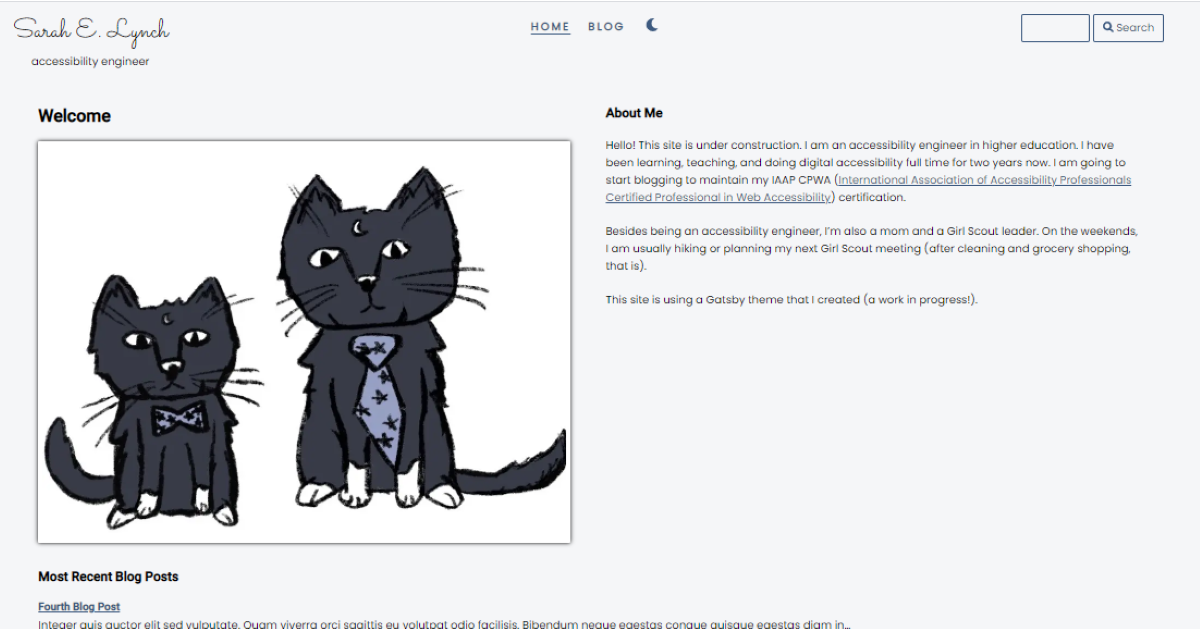 Sarah E. Lynch
accessibility engineer
HOME BLOG
Search
Welcome
About Me
Hello! This site is under construction. I am an accessibility engineer in higher education. I have
been learning, teaching, and doing digital accessibility full time for two years now. I am going to
start blogging to maintain my IAAP CPWA (International Association of Accessibility Professionals
Certified Professional in Web Accessibility) certification.
Besides being an accessibility engineer, I'm also a mom and a Girl Scout leader. On the weekends,
I am usually hiking or planning my next Girl Scout meeting (after cleaning and grocery shopping,
that is).
This site is using a Gatsby theme that I created (a work in progress!).
Most Recent Blog Posts
Fourth Blog Post
Integer quis auctor elit sed vulputate. Quam viverra orci sagittis eu volutpat odio facilisis. Bibendum neque egestas congue quisque egestas diam in...